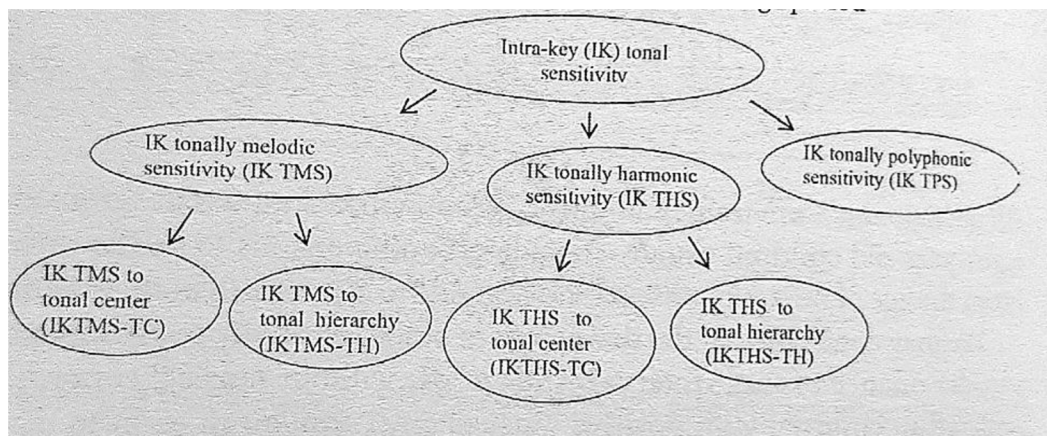 Intra-key (IK) tonal
sensitivity
IK tonally melodic
sensitivity (IK TMS)
IK tonally harmonic
sensitivity (IK THS)
IK tonally polyphonic
sensitivity (IK TPS)
IK TMS to
tonal center
(IKTMS-TC)
IK TMS to
tonal hierarchy
(IKTMS-TH)
IK THS to
tonal center
(IKTHS-TC)
IK THS to
tonal hierarchy
(IKTHS-TH)